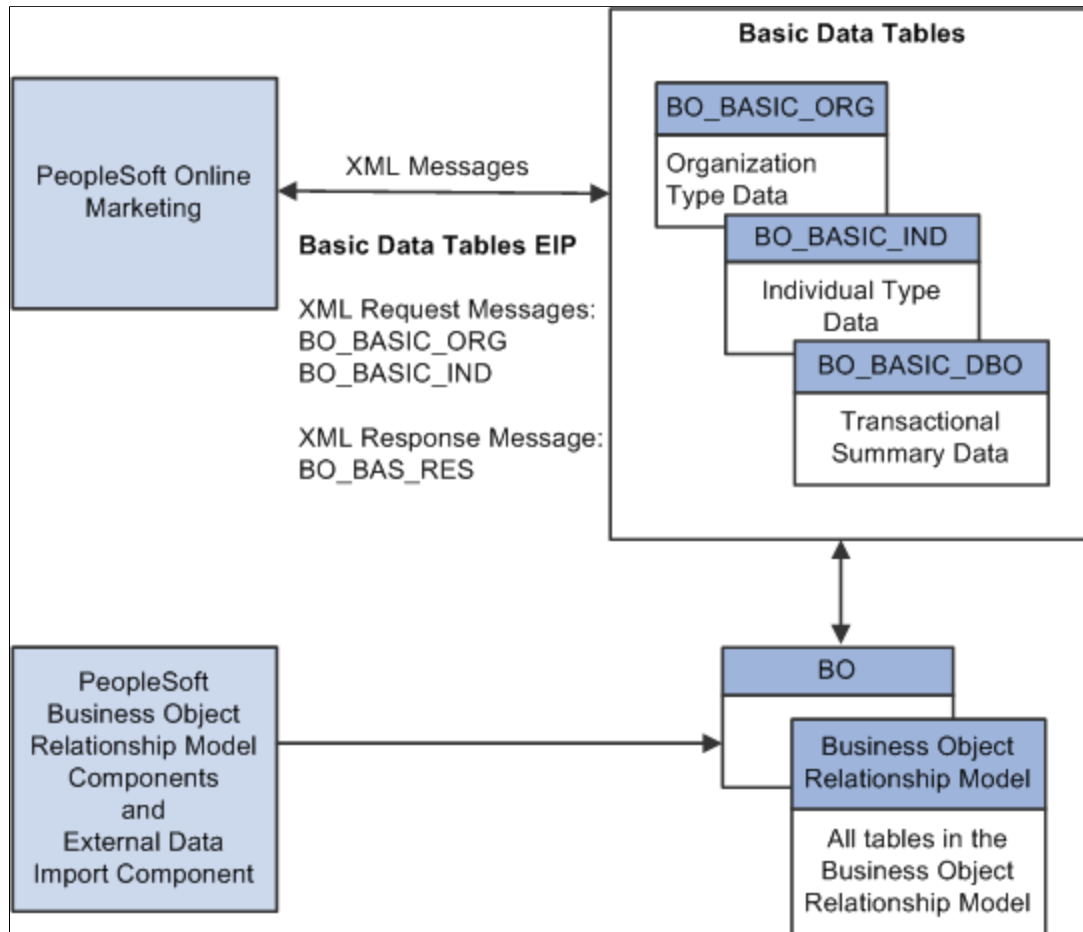 Basic Data Tables
BO_BASIC_ORG
Organization
Type Data
BO_BASIC_IND
Individual Type
Data
BO_BASIC_DBO
Transactional
Summary Data
PeopleSoft Online
Marketing
XML Messages
Basic Data Tables EIP
XML Request Messages:
BO_BASIC_ORG
BO_BASIC_IND
XML Response Message:
BO_BAS_RES
PeopleSoft
Business Object
Relationship Model
Components
and
External Data
Import Component
BO
Business Object
Relationship Model
All tables in the
Business Object
Relationship Model